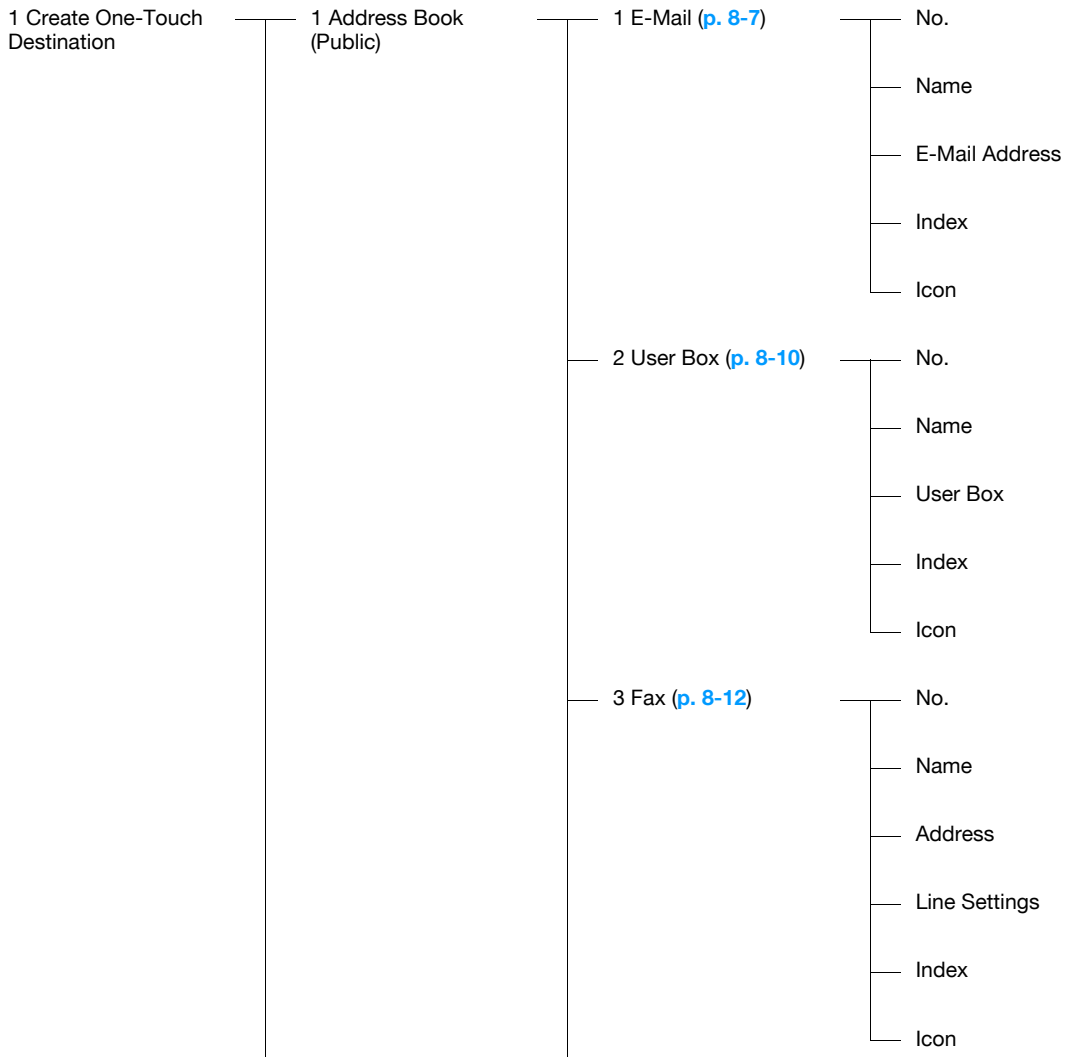 1 Create One-Touch
Destination
1 Address Book
(Public)
1 E-Mail (p. 8-7)
No.
Name
E-Mail Address
Index
Icon
2 User Box (p. 8-10)
No.
Name
User Box
Index
Icon
3 Fax (p. 8-12)
No.
Name
Address
Line Settings
Index
Icon